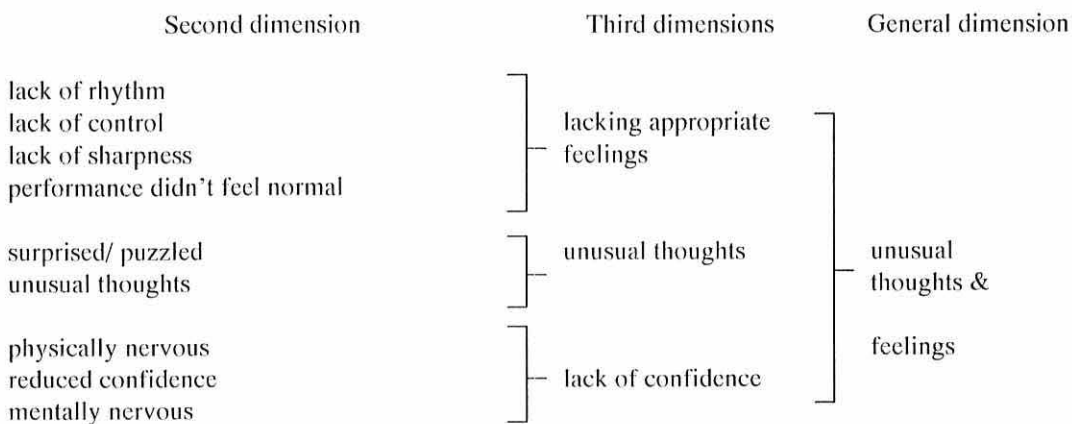 Second dimension Third dimensions General dimension
lack of rhythm
lack of control
lack of sharpness
performance didn't feel normal
lacking appropriate
feelings
surprised/ puzzled
unusual thoughts
unusual thoughts
unusual
thoughts &
feelings
physically nervous
reduced confidence
mentally nervous
lack of confidence